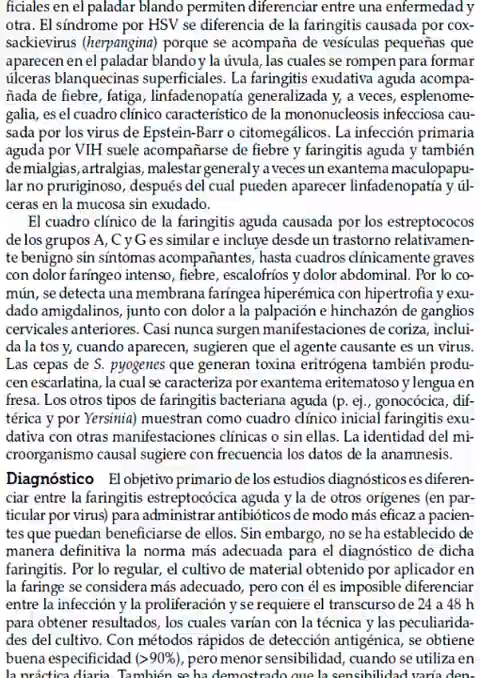 ficiales en el paladar blando permiten diferenciar entre una enfermedad y
otra. El síndrome por HSV se diferencia de la faringitis causada por cox-
sackievirus (herpangina) porque se acompaña de vesículas pequeñas que
aparecen en el paladar blando y la úvula, las cuales se rompen para formar
úlceras blanquecinas superficiales. La faringitis exudativa aguda acompa-
ñada de fiebre, fatiga, linfadenopatía generalizada y, a veces, esplenome-
galia, es el cuadro clínico característico de la mononucleosis infecciosa cau-
sada por los virus de Epstein-Barr o citomegálicos. La infección primaria
aguda por VIH suele acompañarse de fiebre y faringitis aguda y también
de mialgias, artralgias, malestar general y a veces un exantema maculopapu-
lar no pruriginoso, después del cual pueden aparecer linfadenopatía y úl-
ceras en la mucosa sin exudado.
El cuadro clínico de la faringitis aguda causada por los estreptococos
de los grupos A, C y G es similar e incluye desde un trastorno relativamen-
te benigno sin síntomas acompañantes, hasta cuadros clínicamente graves
con dolor faríngeo intenso, fiebre, escalofríos y dolor abdominal. Por lo co-
mún, se detecta una membrana faríngea hiperémica con hipertrofia y exu-
dado amigdalinos, junto con dolor a la palpación e hinchazón de ganglios
cervicales anteriores. Casi nunca surgen manifestaciones de coriza, inclui-
da la tos y, cuando aparecen, sugieren que el agente causante es un virus.
Las cepas de S. pyogenes que generan toxina eritrógena también produ-
cen escarlatina, la cual se caracteriza por exantema eritematoso y lengua en
fresa. Los otros tipos de faringitis bacteriana aguda (p. ej., gonocócica, dif-
térica y por Yersinia) muestran como cuadro clínico inicial faringitis exu-
dativa con otras manifestaciones clínicas o sin ellas. La identidad del mi-
croorganismo causal sugiere con frecuencia los datos de la anamnesis.
Diagnóstico El objetivo primario de los estudios diagnósticos es diferen-
ciar entre la faringitis estreptocócica aguda y la de otros orígenes (en par-
ticular por virus) para administrar antibióticos de modo más eficaz a pacien-
tes que puedan beneficiarse de ellos. Sin embargo, no se ha establecido de
manera definitiva la norma más adecuada para el diagnóstico de dicha
faringitis. Por lo regular, el cultivo de material obtenido por aplicador en
la faringe se considera más adecuado, pero con él es imposible diferenciar
entre la infección y la proliferación y se requiere el transcurso de 24 a 48 h
para obtener resultados, los cuales varían con la técnica y las peculiarida-
des del cultivo. Con métodos rápidos de detección antigénica, se obtiene
buena especificidad (>90%), pero menor sensibilidad, cuando se utiliza en
la práctica diaria. También se ha demostrado que la sensibilidad varía den-